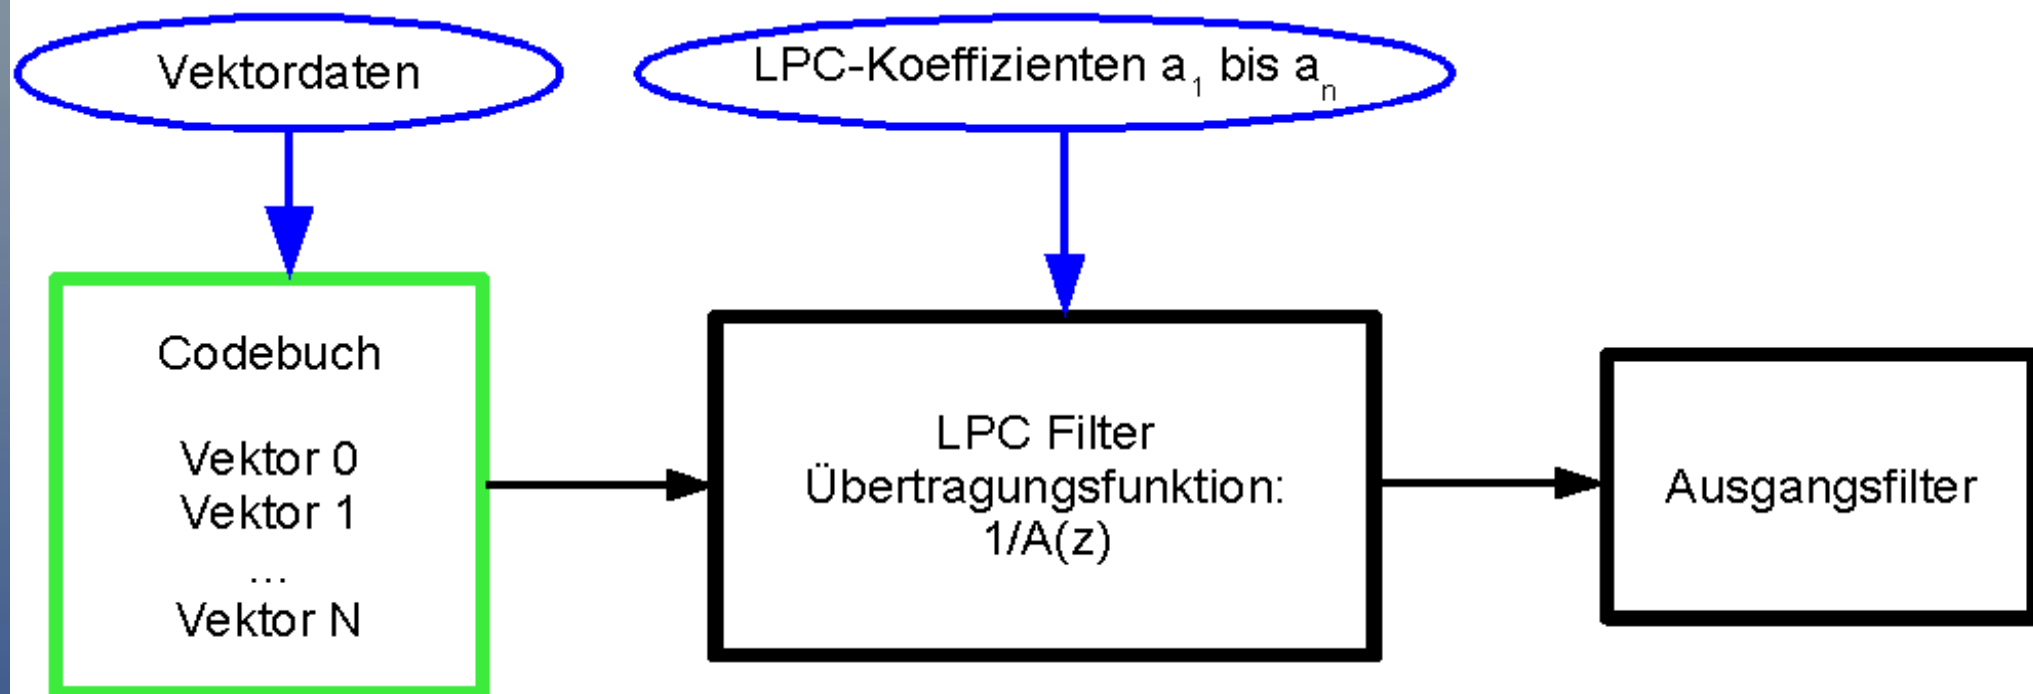 Vektordaten
LPC-Koeffizienten a₁ bis aₙ
Codebuch
Vektor 0
Vektor 1
...
Vektor N
LPC Filter
Übertragungsfunktion:
1/A(z)
Ausgangsfilter